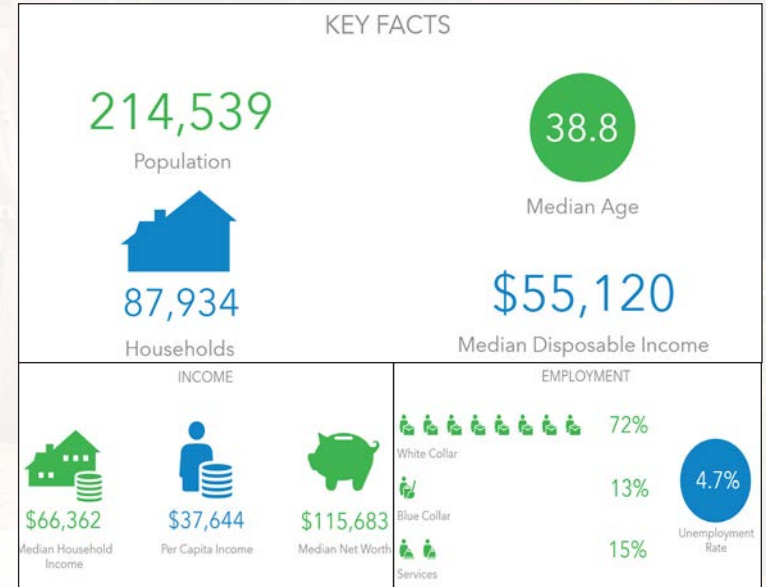 KEY FACTS
214,539
Population
38.8
Median Age
87,934
Households
$55,120
Median Disposable Income
INCOME
$66,362
Median Household
Income
$37,644
Per Capita Income
$115,683
Median Net Worth
EMPLOYMENT
72%
White Collar
13%
Blue Collar
15%
Services
4.7%
Unemployment
Rate